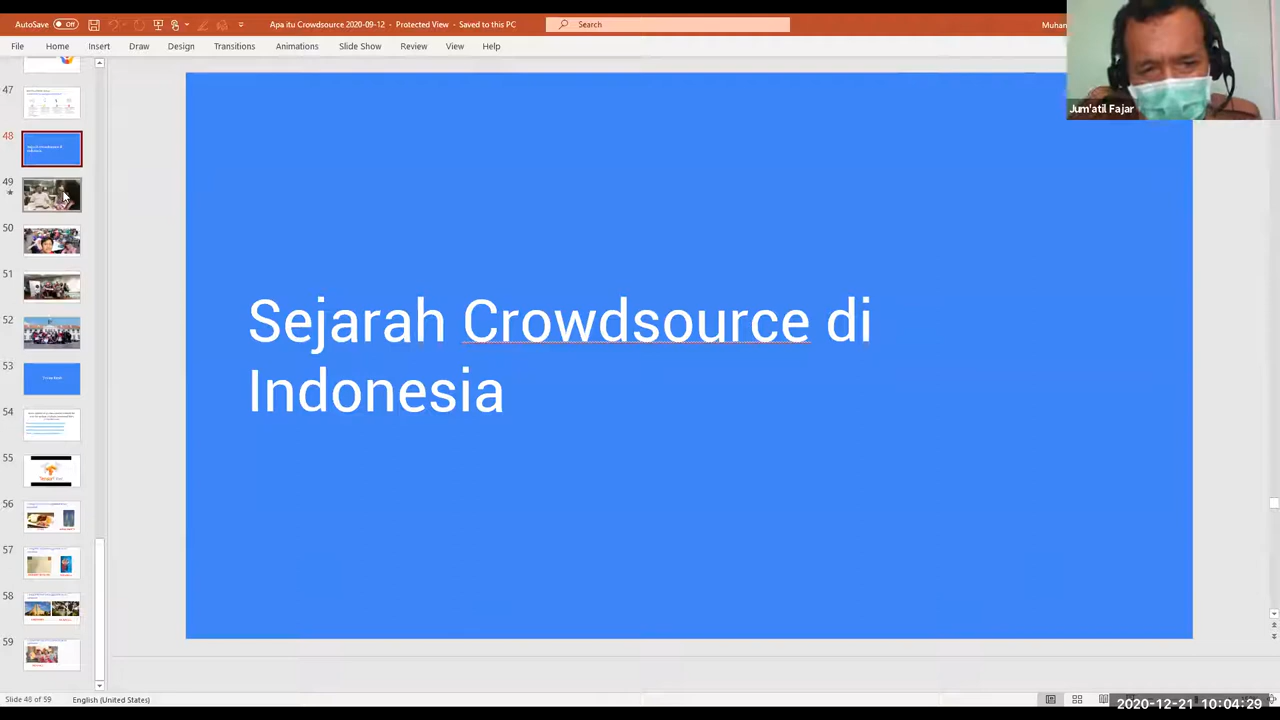 AutoSave
Off
Apa itu Crowdsource 2020-09-12 - Protected View - Saved to this PC
Search
Muham
File Home Insert Draw Design Transitions Animations Slide Show Review View Help
Jum'atil Fajar
47
48
49
50
51
52
53
54
55
56
57
58
59
Sejarah Crowdsource di
Indonesia
Slide 48 of 59
English (United States)
2020-12-21 10:04:29